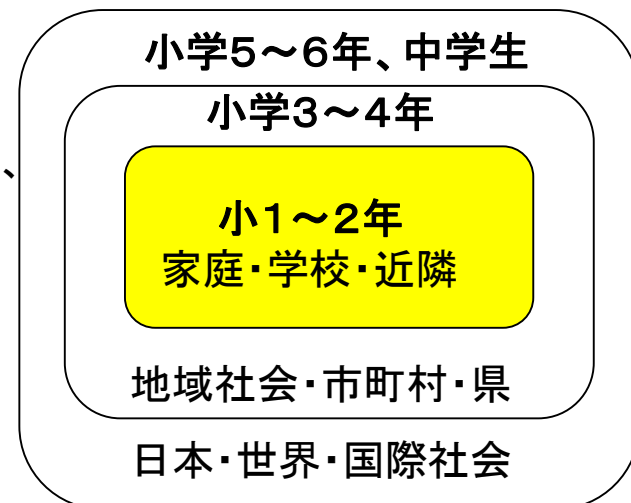 小学5～6年、中学生
小学3～4年
、
小1～2年
家庭･学校･近隣
地域社会･市町村･県
日本･世界･国際社会